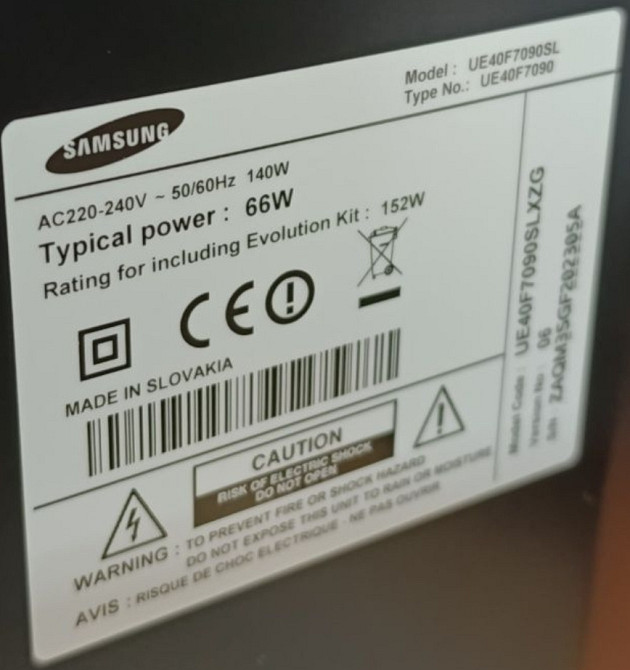 Model : UE40F7090SL
Type No.: UE40F7090
SAMSUNG
AC220-240V ~ 50/60Hz 140W
Typical power : 66W
Rating for including Evolution Kit : 152W
CE
MADE IN SLOVAKIA
CAUTION
RISK OF ELECTRIC SHOCK
DO NOT OPEN
WARNING : TO PREVENT FIRE OR SHOCK HAZARD
DO NOT EXPOSE THIS UNIT TO RAIN OR MOISTURE
AVIS : RISQUE DE CHOC ELECTRIQUE - NE PAS OUVRIR
Model Code : UE40F7090SLXZG
Version No : 06
S/N : ZAQM3SGF202305A